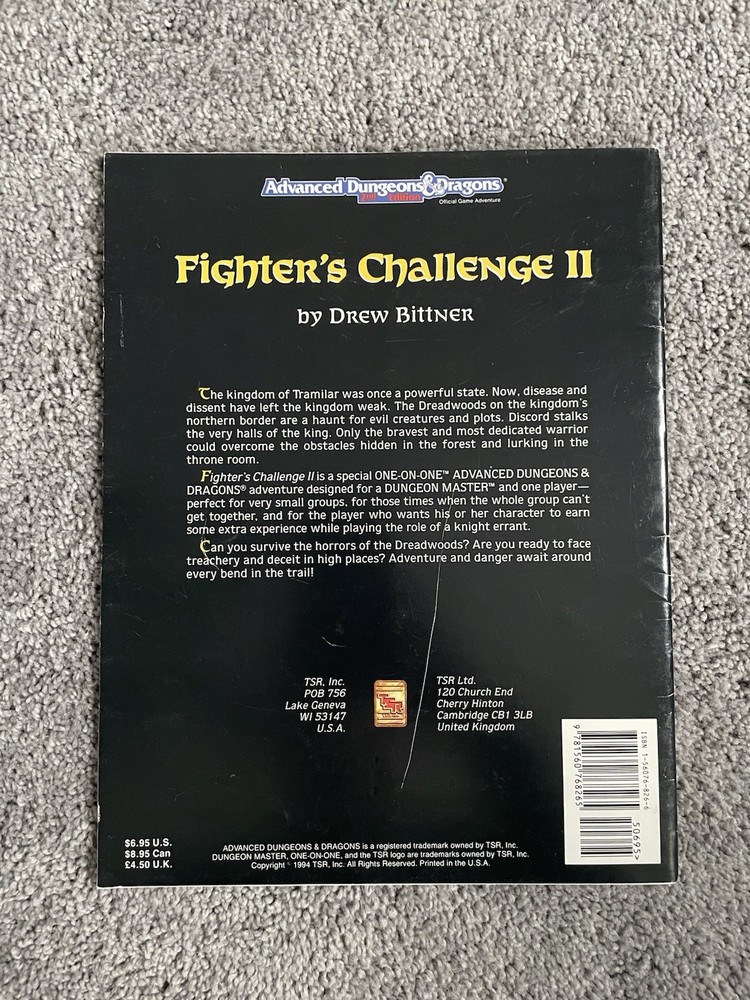 Advanced Dungeons & Dragons®
2nd Edition
Official Game Adventure
Fighter's Challenge II
by Drew Bittner
The kingdom of Tramilar was once a powerful state. Now, disease and
dissent have left the kingdom weak. The Dreadwoods on the kingdom's
northern border are a haunt for evil creatures and plots. Discord stalks
the very halls of the king. Only the bravest and most dedicated warrior
could overcome the obstacles hidden in the forest and lurking in the
throne room.
Fighter's Challenge II is a special ONE-ON-ONE™ ADVANCED DUNGEONS &
DRAGONS® adventure designed for a DUNGEON MASTER™ and one player—
perfect for very small groups, for those times when the whole group can't
get together, and for the player who wants his or her character to earn
some extra experience while playing the role of a knight errant.
Can you survive the horrors of the Dreadwoods? Are you ready to face
treachery and deceit in high places? Adventure and danger await around
every bend in the trail!
TSR, Inc.
POB 756
Lake Geneva
WI 53147
U.S.A.
TSR
TSR Ltd.
120 Church End
Cherry Hinton
Cambridge CB1 3LB
United Kingdom
ISBN 1-56076-826-6
9 781560 768265
50695>
$6.95 U.S.
$8.95 Can
£4.50 U.K.
ADVANCED DUNGEONS & DRAGONS is a registered trademark owned by TSR, Inc.
DUNGEON MASTER, ONE-ON-ONE, and the TSR logo are trademarks owned by TSR, Inc.
Copyright © 1994 TSR, Inc. All Rights Reserved. Printed in the U.S.A.